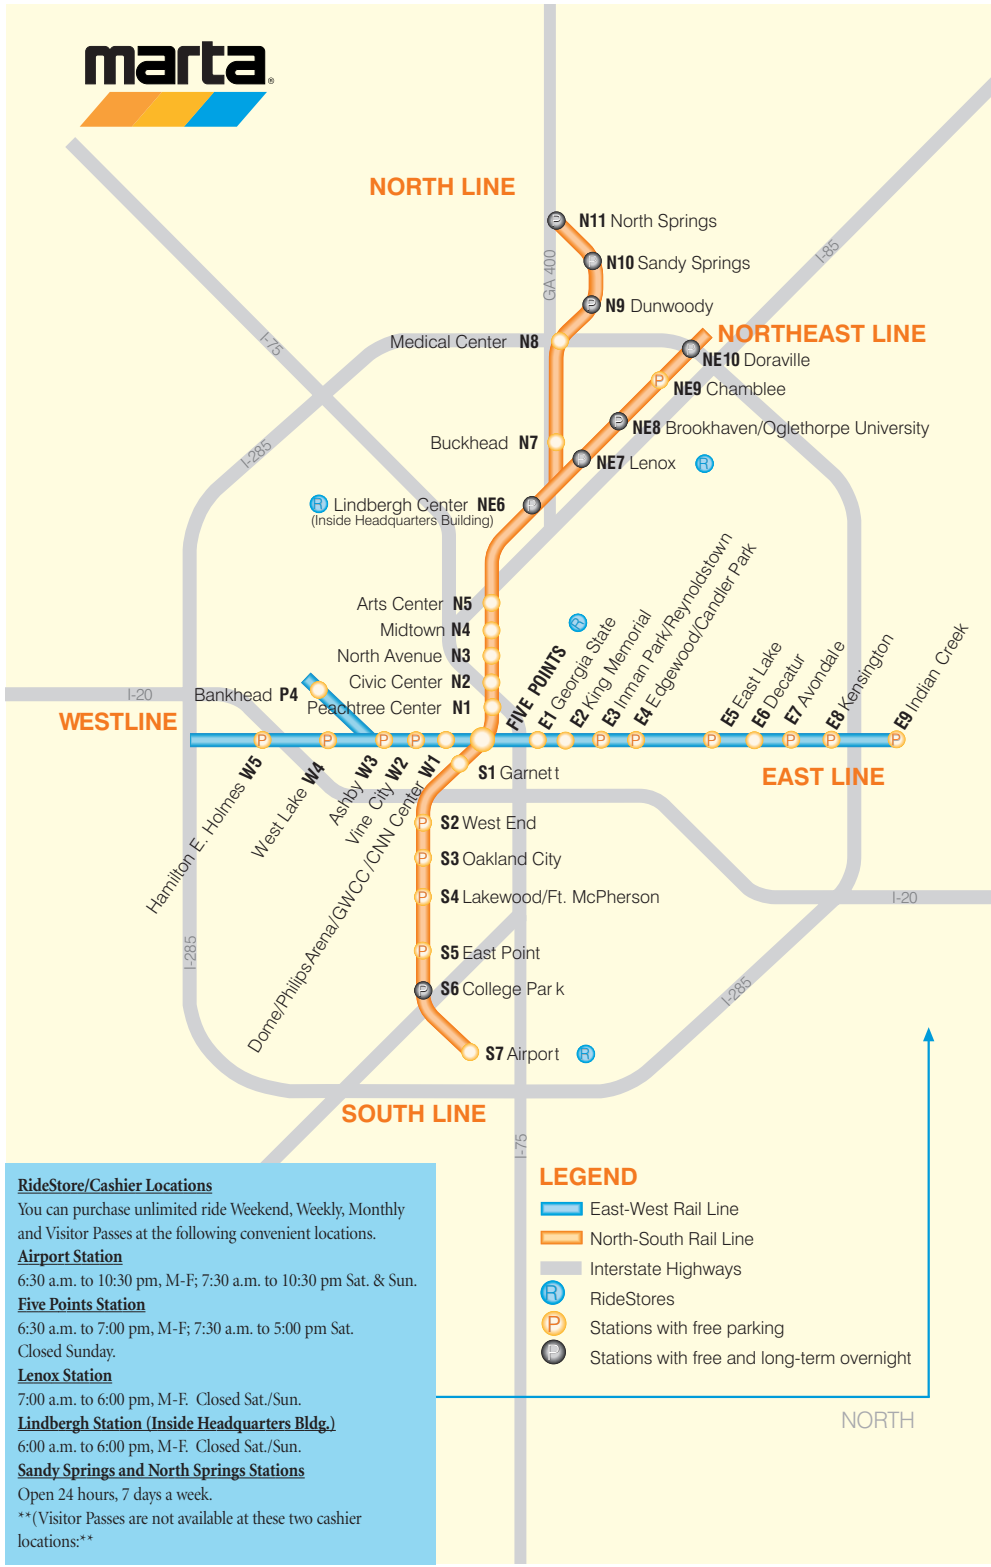 marta®
NORTH LINE
N11 North Springs
N10 Sandy Springs
GA 400
I-85
N9 Dunwoody
NORTHEAST LINE
I-75
Medical Center N8
NE10 Doraville
NE9 Chamblee
NE8 Brookhaven/Oglethorpe University
Buckhead N7
I-285
NE7 Lenox R
R Lindbergh Center NE6
(Inside Headquarters Building)
Arts Center N5
Midtown N4
North Avenue N3
Civic Center N2
Peachtree Center N1
Bankhead P4
I-20
WESTLINE
FIVE POINTS R
E1 Georgia State
E2 King Memorial
E3 Inman Park/Reynoldstown
E4 Edgewood/Candler Park
E5 East Lake
E6 Decatur
E7 Avondale
E8 Kensington
E9 Indian Creek
EAST LINE
Hamilton E. Holmes W5
West Lake W4
Ashby W3
Vine City W2
Dome/Philips Arena/GWCC/CNN Center W1
S1 Garnett
S2 West End
S3 Oakland City
S4 Lakewood/Ft. McPherson
I-20
S5 East Point
I-285
S6 College Park
I-285
S7 Airport R
SOUTH LINE
I-75
RideStore/Cashier Locations
You can purchase unlimited ride Weekend, Weekly, Monthly
and Visitor Passes at the following convenient locations.
Airport Station
6:30 a.m. to 10:30 pm, M-F; 7:30 a.m. to 10:30 pm Sat. & Sun.
Five Points Station
6:30 a.m. to 7:00 pm, M-F; 7:30 a.m. to 5:00 pm Sat.
Closed Sunday.
Lenox Station
7:00 a.m. to 6:00 pm, M-F. Closed Sat./Sun.
Lindbergh Station (Inside Headquarters Bldg.)
6:00 a.m. to 6:00 pm, M-F. Closed Sat./Sun.
Sandy Springs and North Springs Stations
Open 24 hours, 7 days a week.
**(Visitor Passes are not available at these two cashier
locations:**
LEGEND
East-West Rail Line
North-South Rail Line
Interstate Highways
R RideStores
P Stations with free parking
P Stations with free and long-term overnight
NORTH